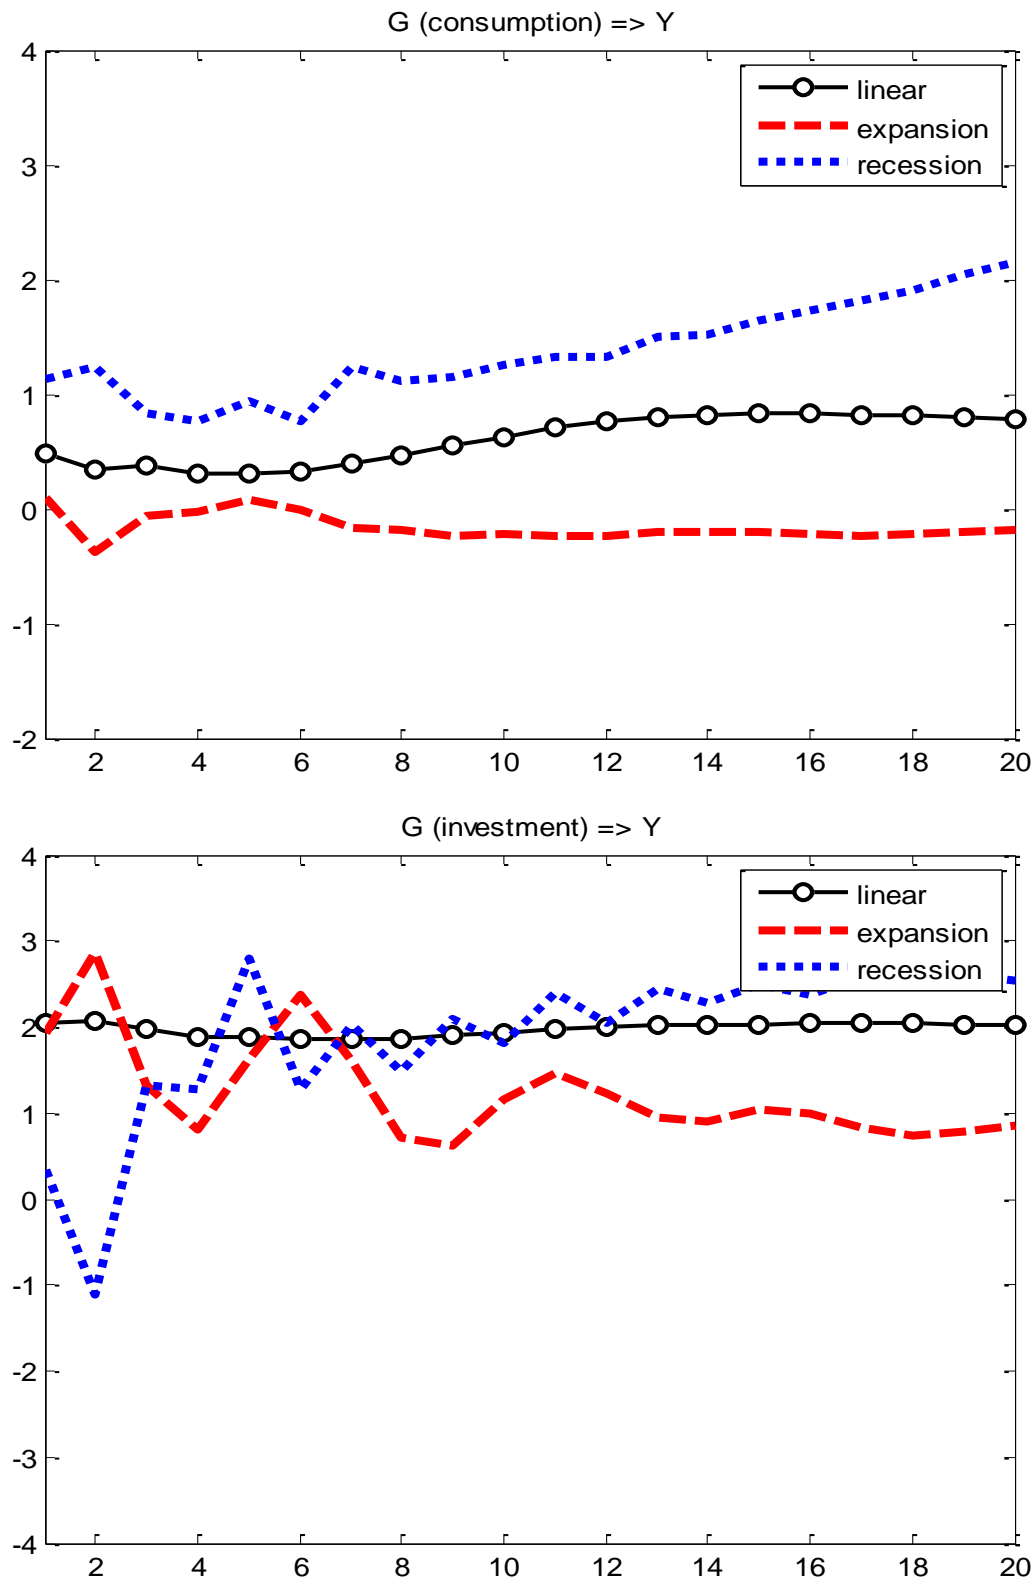 G (consumption) => Y
4
linear
expansion
3
recession
2
1
0
-1
-2
2 4 6 8 10 12 14 16 18 20
G (investment) => Y
4
linear
3
expansion
recession
2
1
0
-1
-2
-3
-4
2 4 6 8 10 12 14 16 18 20